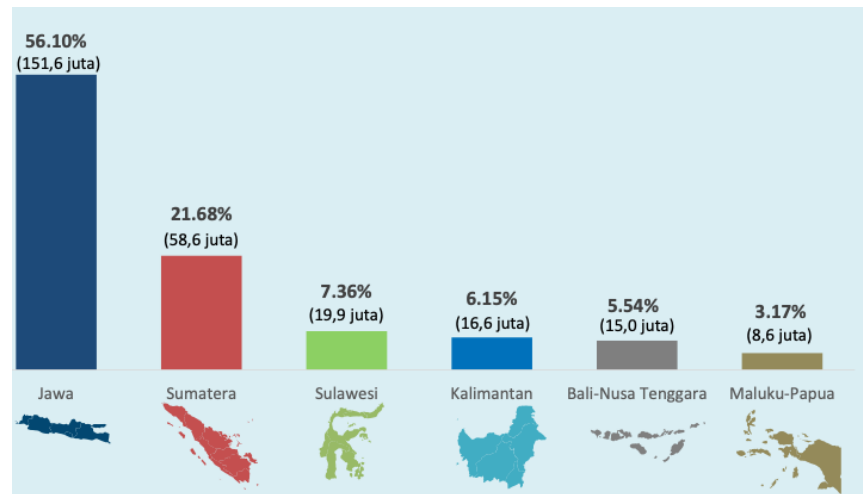 56.10%
(151,6 juta)
21.68%
(58,6 juta)
7.36%
(19,9 juta)
6.15%
(16,6 juta)
5.54%
(15,0 juta)
3.17%
(8,6 juta)
Jawa
Sumatera
Sulawesi
Kalimantan
Bali-Nusa Tenggara
Maluku-Papua